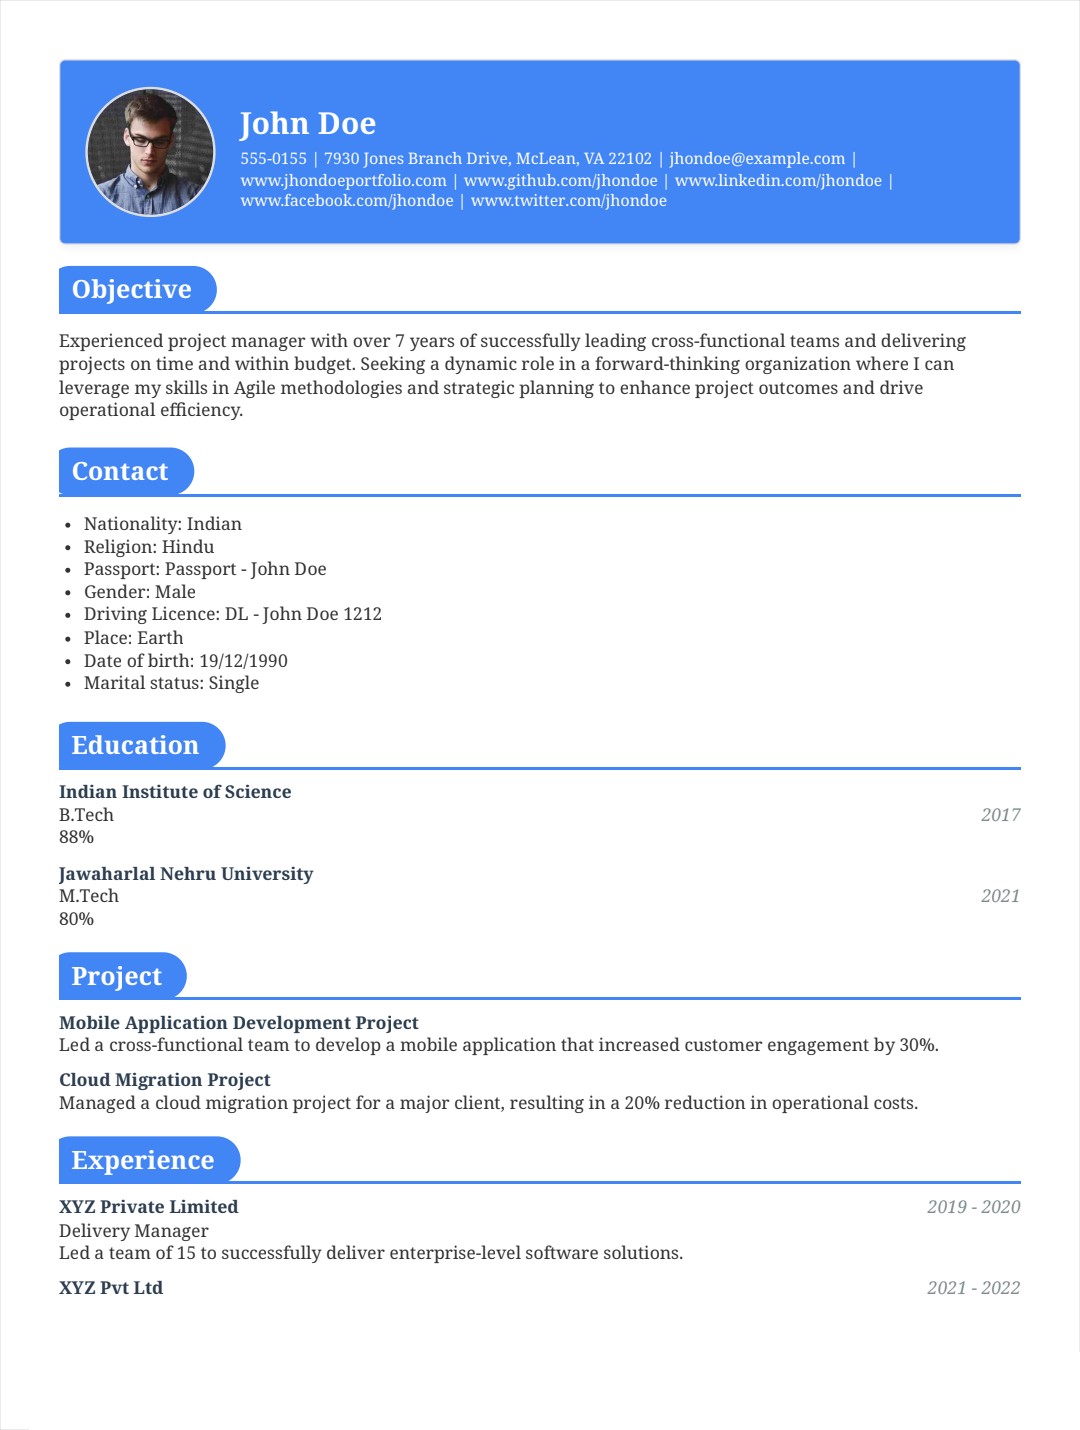 John Doe
555-0155 | 7930 Jones Branch Drive, McLean, VA 22102 | jhondoe@example.com |
www.jhondoeportfolio.com | www.github.com/jhondoe | www.linkedin.com/jhondoe |
www.facebook.com/jhondoe | www.twitter.com/jhondoe
Objective
Experienced project manager with over 7 years of successfully leading cross-functional teams and delivering
projects on time and within budget. Seeking a dynamic role in a forward-thinking organization where I can
leverage my skills in Agile methodologies and strategic planning to enhance project outcomes and drive
operational efficiency.
Contact
• Nationality: Indian
• Religion: Hindu
• Passport: Passport - John Doe
• Gender: Male
• Driving Licence: DL - John Doe 1212
• Place: Earth
• Date of birth: 19/12/1990
• Marital status: Single
Education
Indian Institute of Science
B.Tech 2017
88%
Jawaharlal Nehru University
M.Tech 2021
80%
Project
Mobile Application Development Project
Led a cross-functional team to develop a mobile application that increased customer engagement by 30%.
Cloud Migration Project
Managed a cloud migration project for a major client, resulting in a 20% reduction in operational costs.
Experience
XYZ Private Limited 2019 - 2020
Delivery Manager
Led a team of 15 to successfully deliver enterprise-level software solutions.
XYZ Pvt Ltd 2021 - 2022